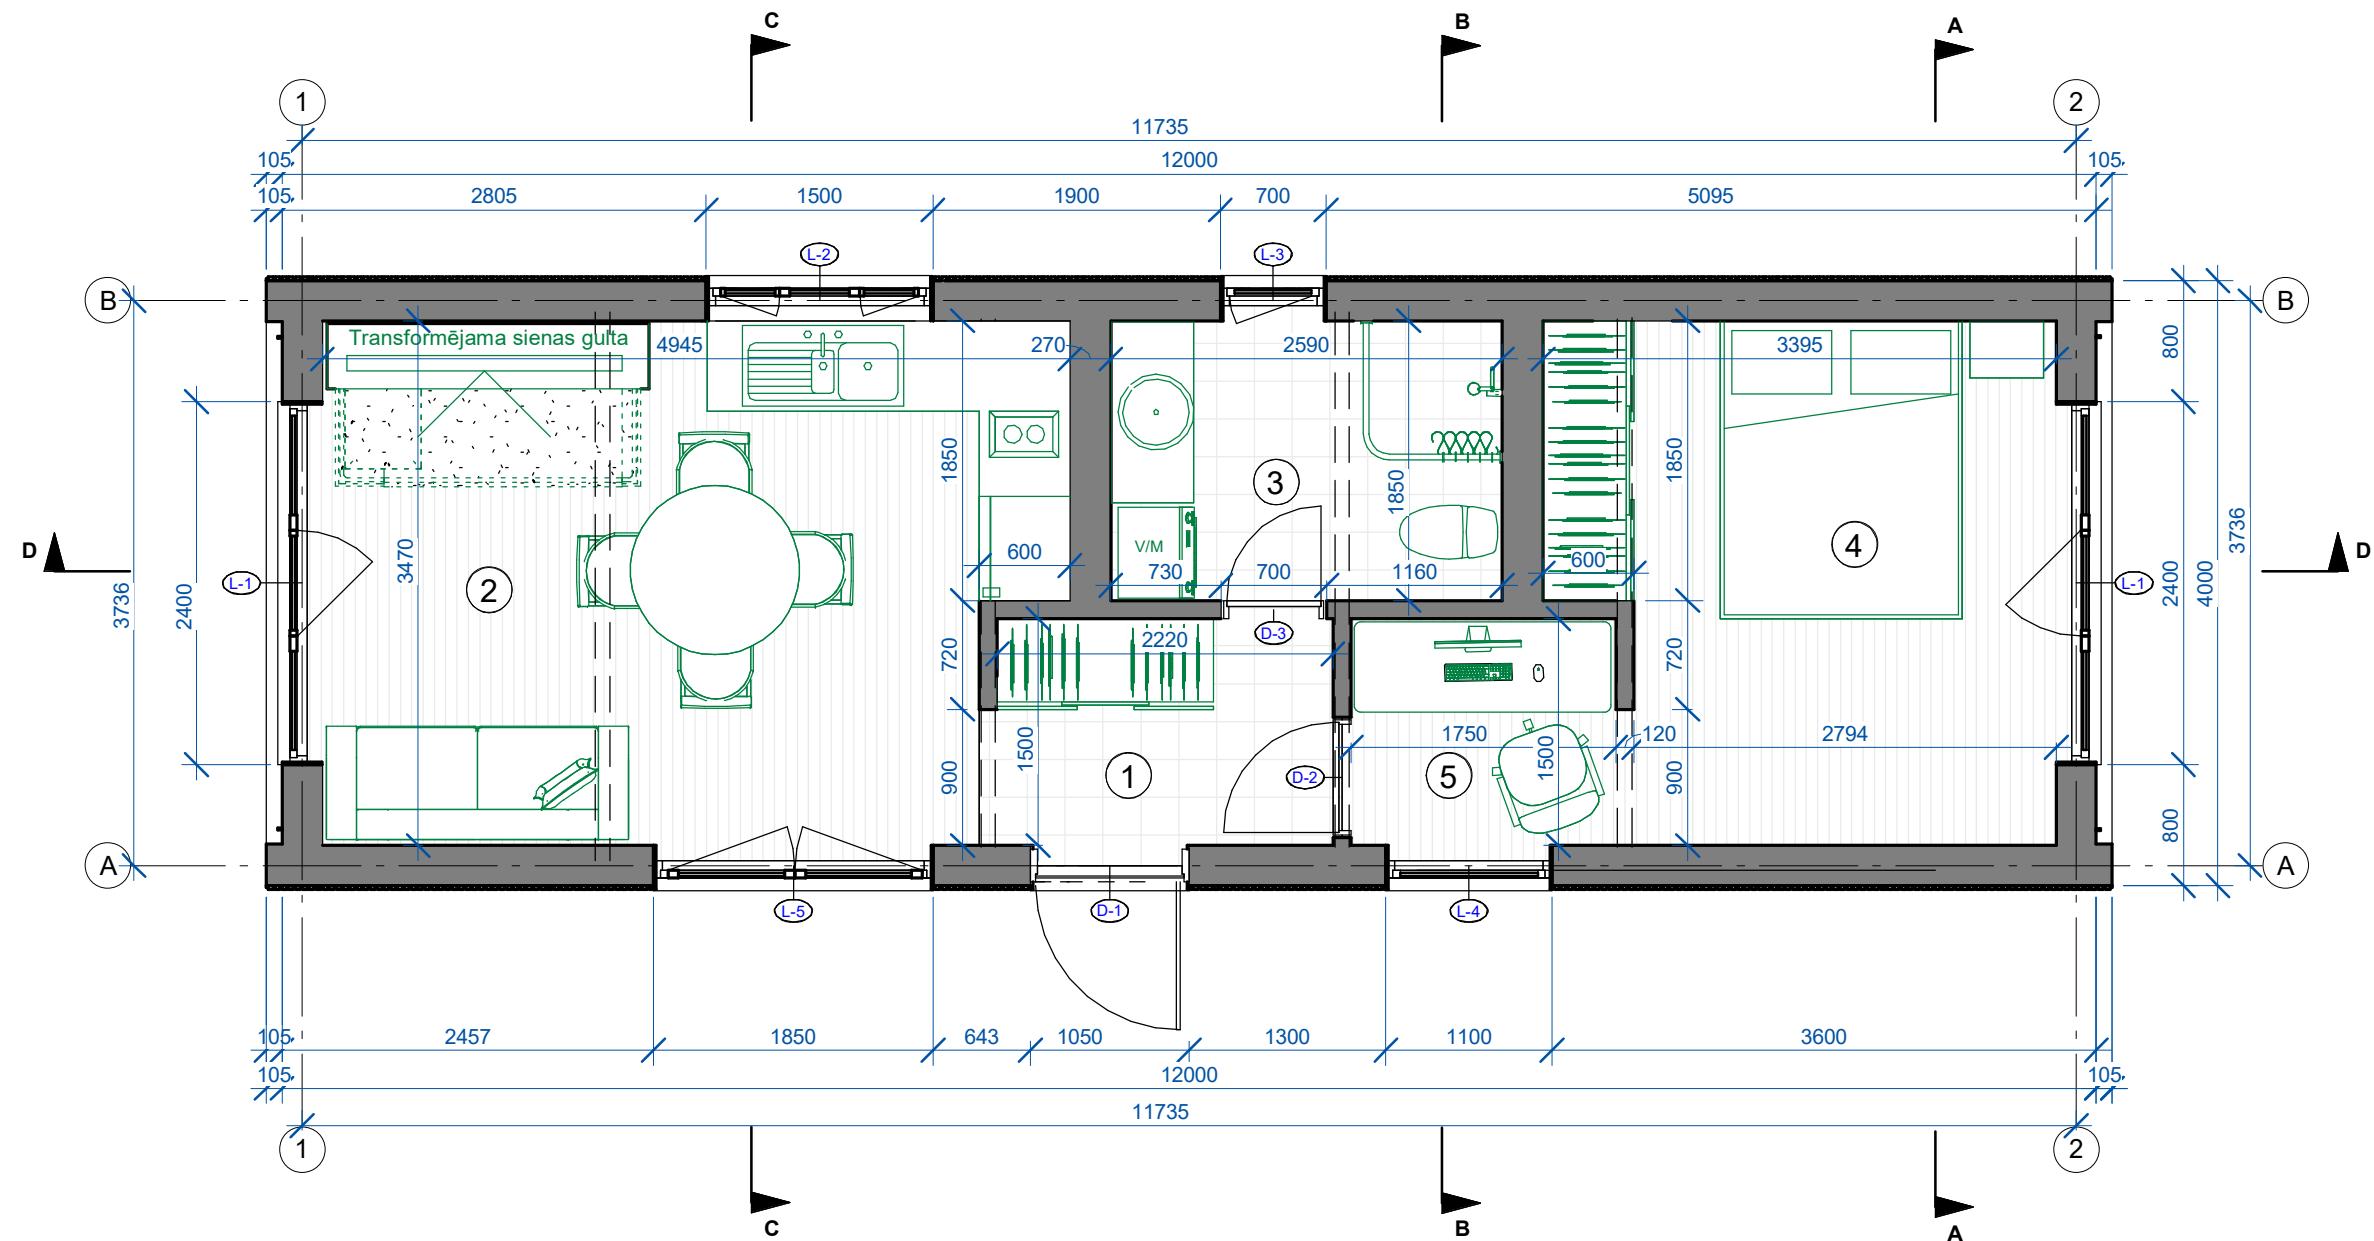 C
B
A
1
2
11735
105
12000
105
105
2805
1500
1900
700
5095
L-2
L-3
B
B
Transformējama sienas gulta
4945
270
2590
3395
800
1850
1850
1850
3
4
V/M
D
D
3470
600
730
700
1160
600
3736
2400
L-1
2
L-1
2400
4000
3736
D-3
2220
720
720
1500
1750
1500
120
2794
900
1
D-2
5
900
800
A
A
L-5
D-1
L-4
105
2457
1850
643
1050
1300
1100
3600
105
12000
105
11735
1
2
C
B
A